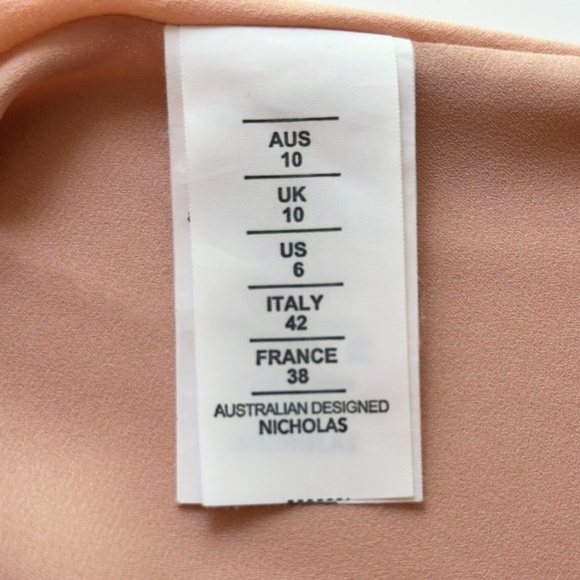 AUS
10
UK
10
US
6
ITALY
42
FRANCE
38
AUSTRALIAN DESIGNED
NICHOLAS